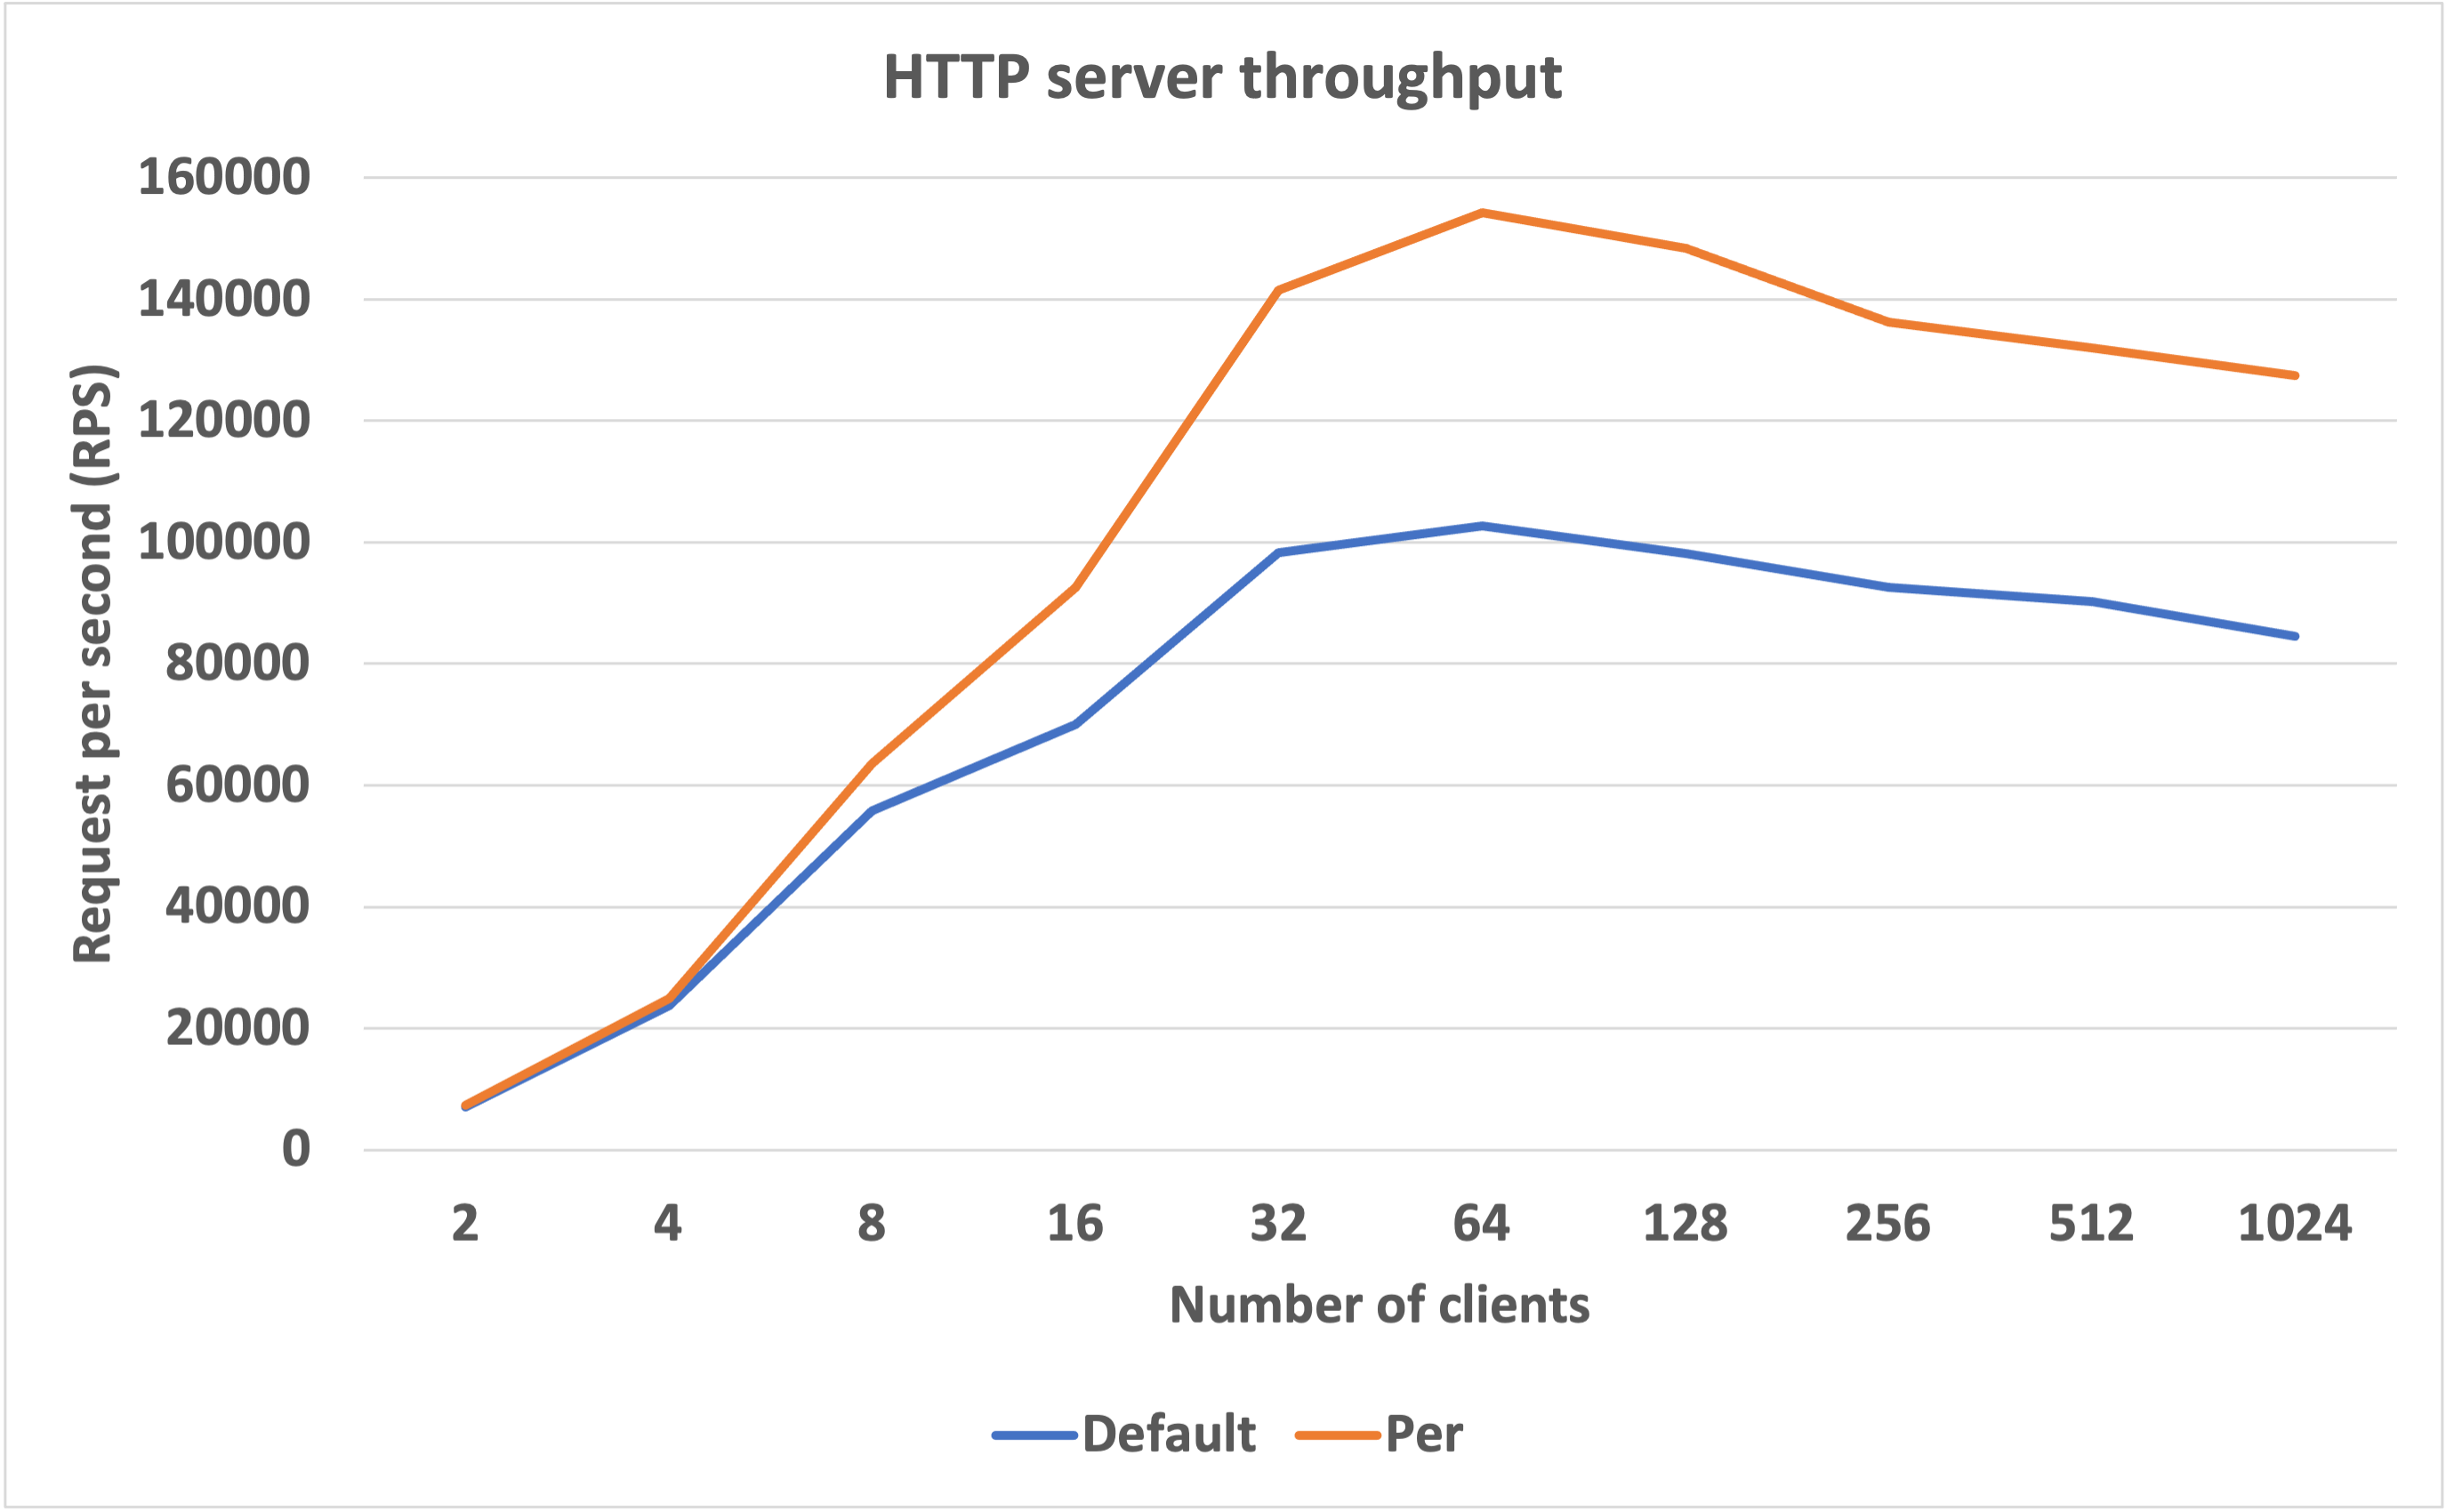 HTTP server throughput
160000
140000
120000
100000
80000
60000
40000
20000
0
Request per second (RPS)
2 4 8 16 32 64 128 256 512 1024
Number of clients
Default Per